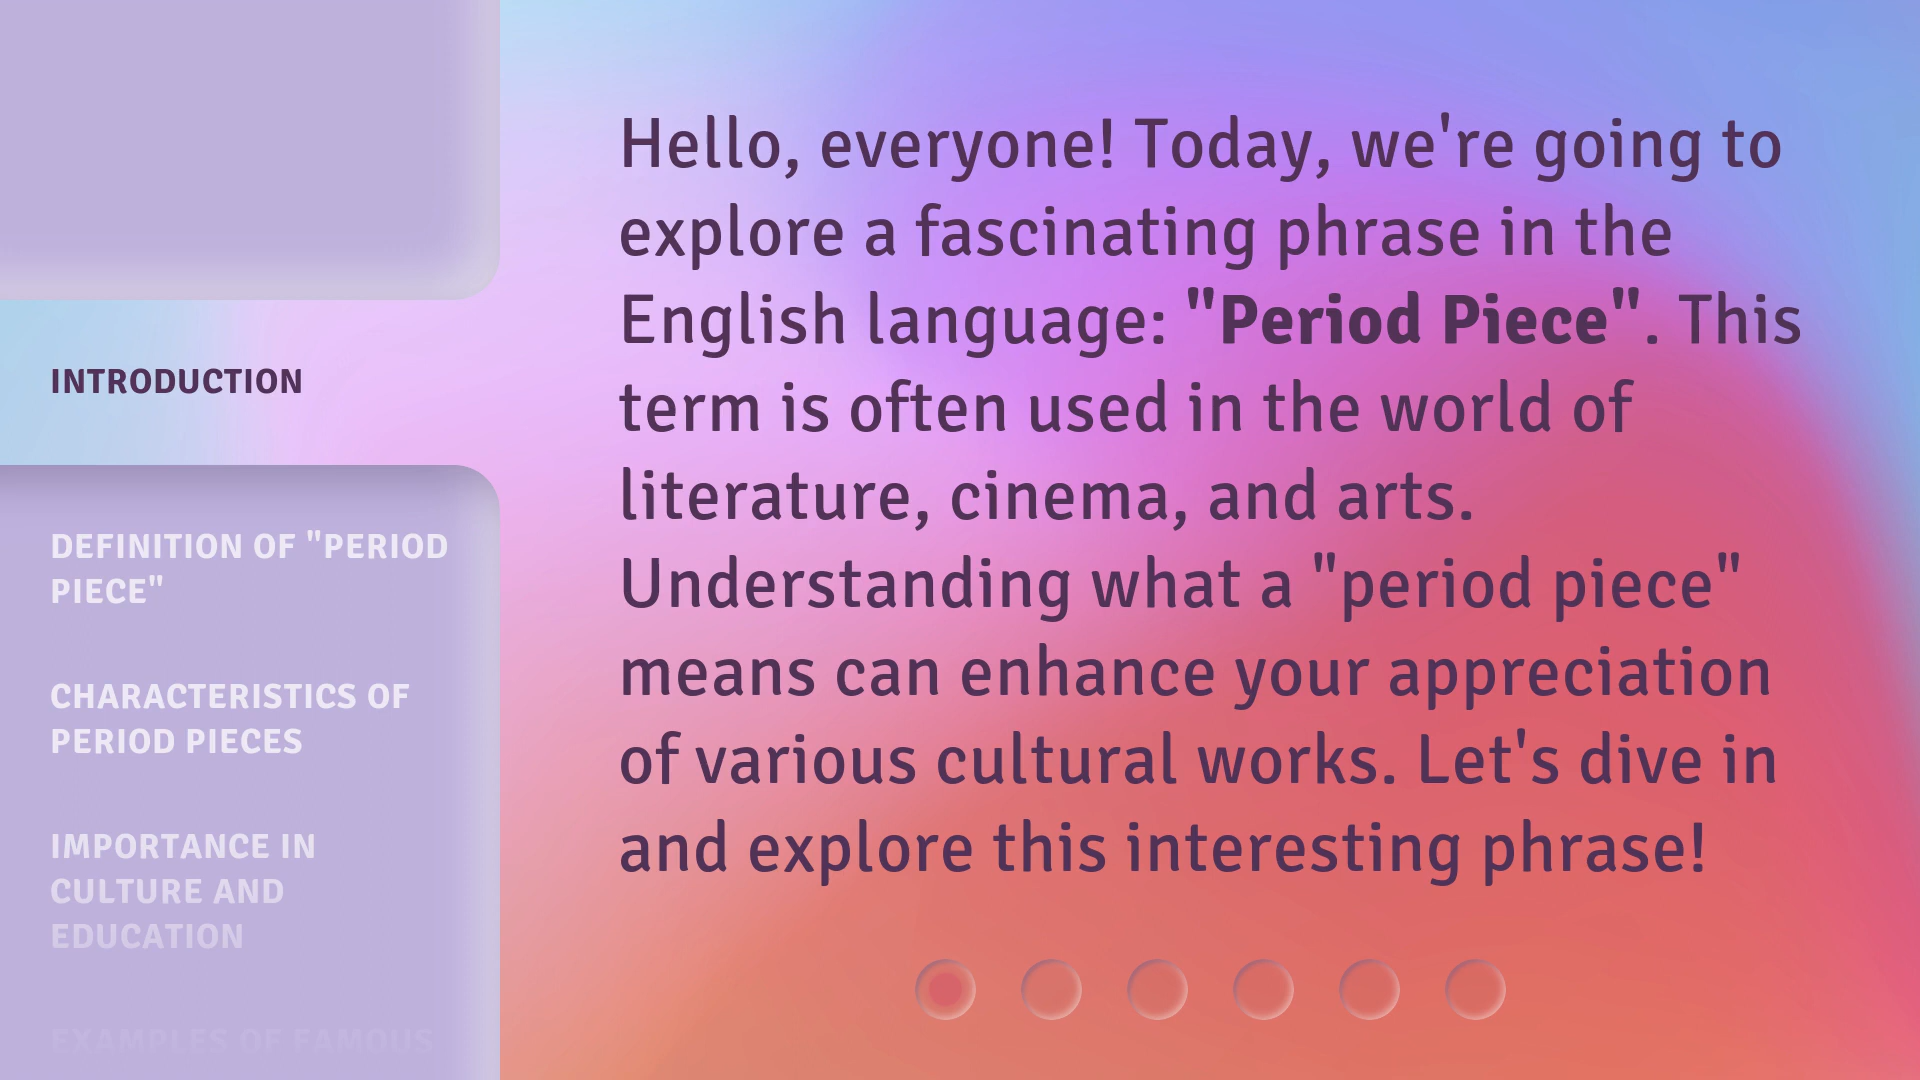 INTRODUCTION
DEFINITION OF "PERIOD
PIECE"
CHARACTERISTICS OF
PERIOD PIECES
IMPORTANCE IN
CULTURE AND
EDUCATION
EXAMPLES OF FAMOUS
Hello, everyone! Today, we're going to
explore a fascinating phrase in the
English language: "Period Piece". This
term is often used in the world of
literature, cinema, and arts.
Understanding what a "period piece"
means can enhance your appreciation
of various cultural works. Let's dive in
and explore this interesting phrase!